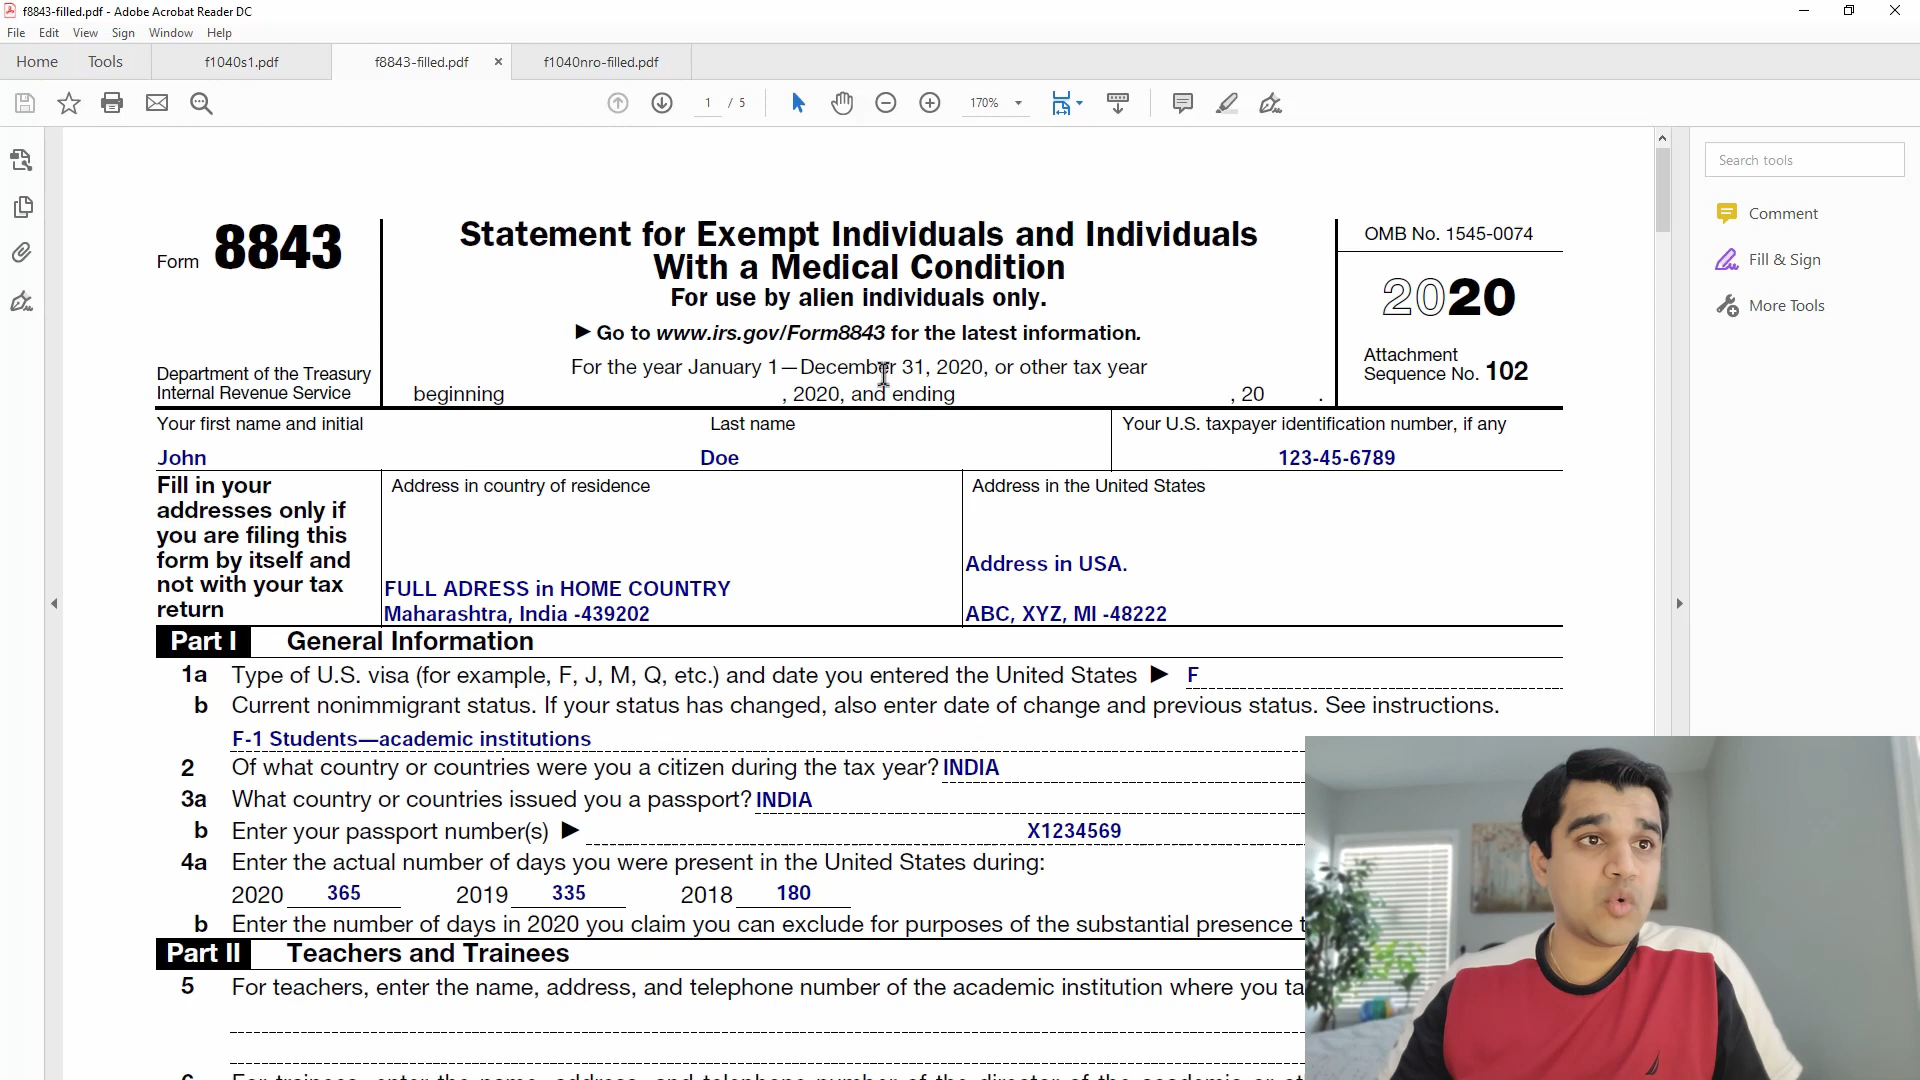 f8843-filled.pdf - Adobe Acrobat Reader DC
File Edit View Sign Window Help
Home Tools f1040s1.pdf f8843-filled.pdf × f1040nro-filled.pdf
1 / 5 170%
Search tools
Comment
Fill & Sign
More Tools
Form 8843
Department of the Treasury
Internal Revenue Service
Statement for Exempt Individuals and Individuals
With a Medical Condition
For use by alien individuals only.
► Go to www.irs.gov/Form8843 for the latest information.
For the year January 1—December 31, 2020, or other tax year
beginning , 2020, and ending , 20 .
OMB No. 1545-0074
2020
Attachment
Sequence No. 102
Your first name and initial Last name Your U.S. taxpayer identification number, if any
John Doe 123-45-6789
Fill in your
addresses only if
you are filing this
form by itself and
not with your tax
return
Address in country of residence
FULL ADRESS in HOME COUNTRY
Maharashtra, India -439202
Address in the United States
Address in USA.
ABC, XYZ, MI -48222
Part I General Information
1a Type of U.S. visa (for example, F, J, M, Q, etc.) and date you entered the United States ► F
b Current nonimmigrant status. If your status has changed, also enter date of change and previous status. See instructions.
F-1 Students—academic institutions
2 Of what country or countries were you a citizen during the tax year? INDIA
3a What country or countries issued you a passport? INDIA
b Enter your passport number(s) ► X1234569
4a Enter the actual number of days you were present in the United States during:
2020 365 2019 335 2018 180
b Enter the number of days in 2020 you claim you can exclude for purposes of the substantial presence
Part II Teachers and Trainees
5 For teachers, enter the name, address, and telephone number of the academic institution where you ta